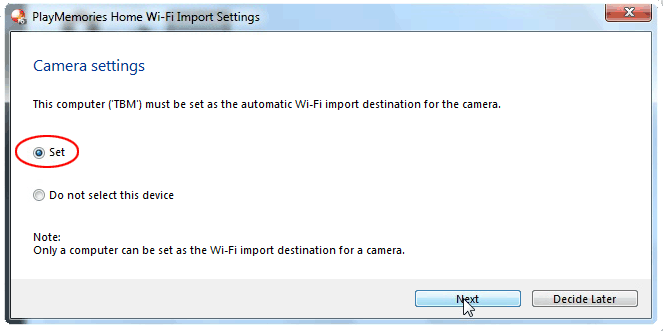 PlayMemories Home Wi-Fi Import Settings
Camera settings
This computer ('TBM') must be set as the automatic Wi-Fi import destination for the camera.
Set
Do not select this device
Note:
Only a computer can be set as the Wi-Fi import destination for a camera.
Next
Decide Later